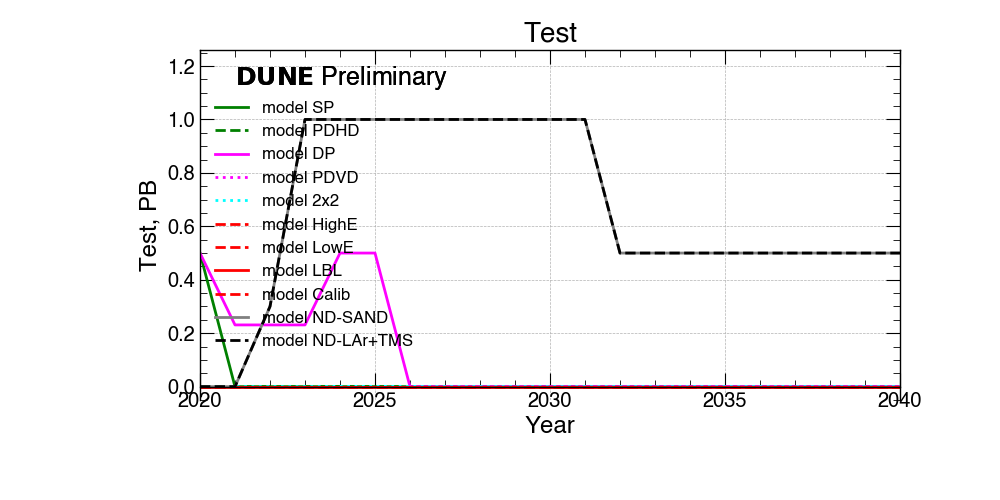 Test
DUNE Preliminary
model SP
model PDHD
model DP
model PDVD
model 2x2
model HighE
model LowE
model LBL
model Calib
model ND-SAND
model ND-LAr+TMS
1.2
1.0
0.8
0.6
0.4
0.2
0.0
Test, PB
2020 2025 2030 2035 2040
Year